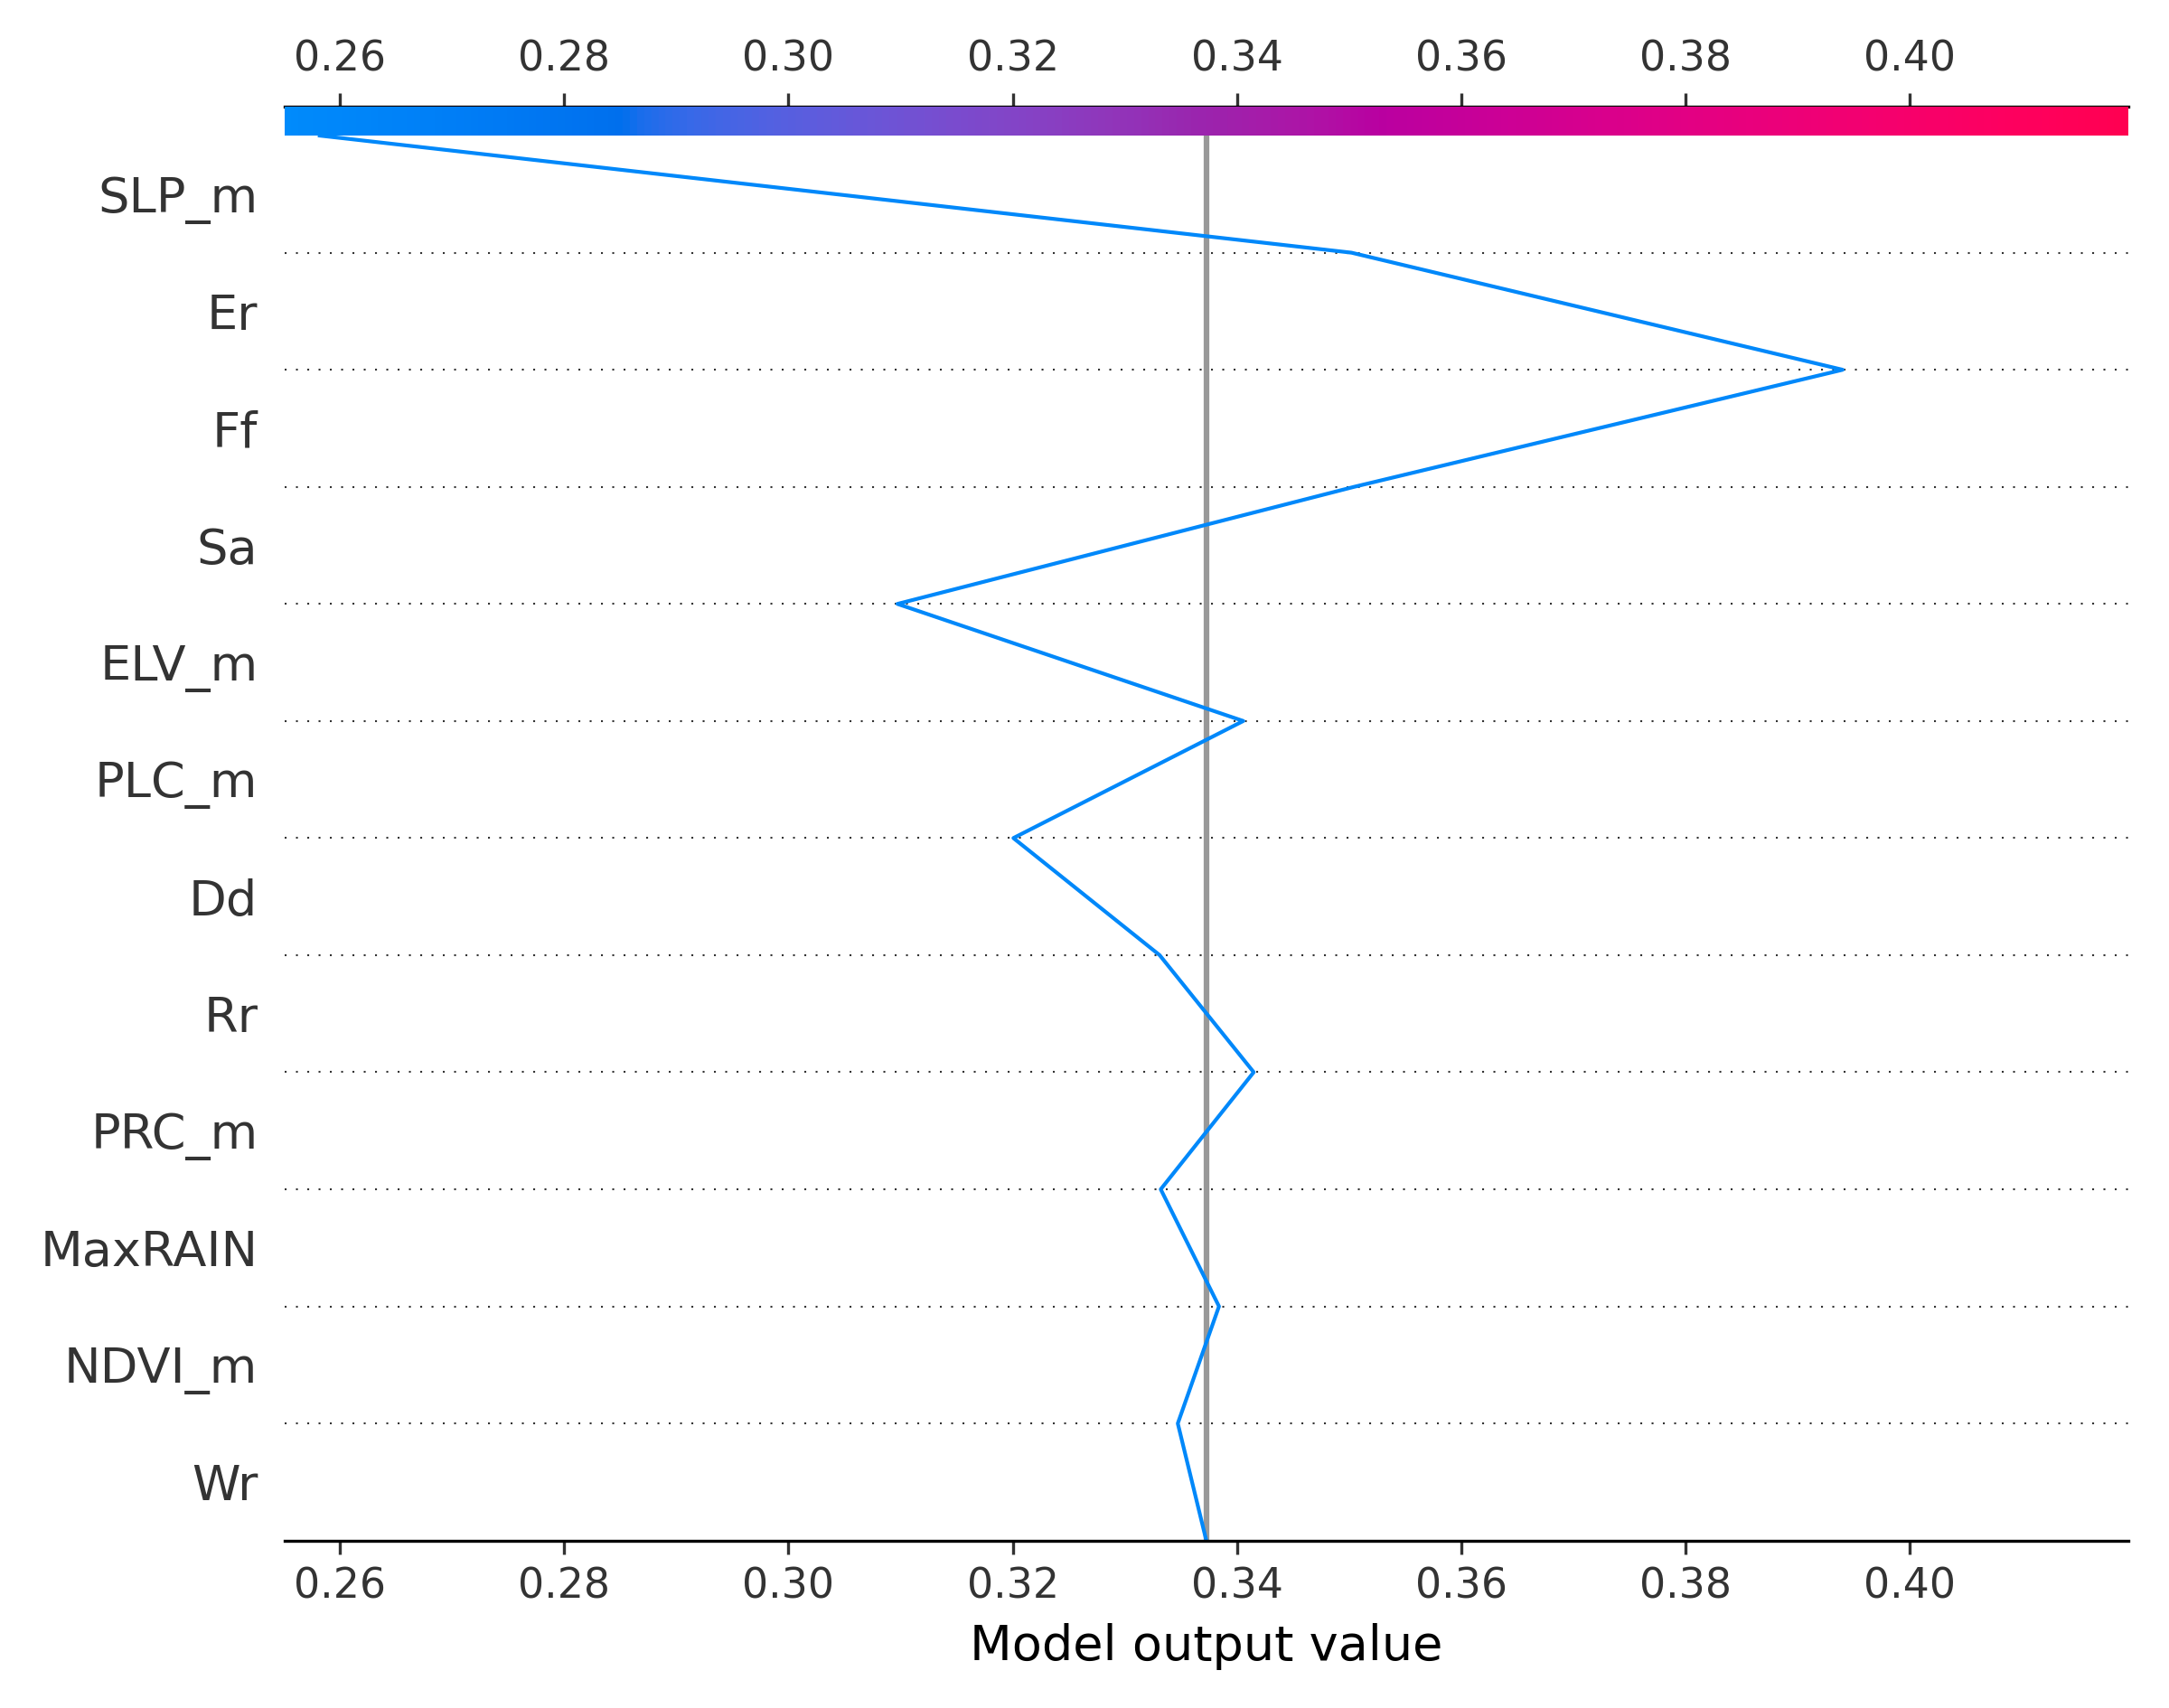 0.26 0.28 0.30 0.32 0.34 0.36 0.38 0.40
SLP_m
Er
Ff
Sa
ELV_m
PLC_m
Dd
Rr
PRC_m
MaxRAIN
NDVI_m
Wr
0.26 0.28 0.30 0.32 0.34 0.36 0.38 0.40
Model output value